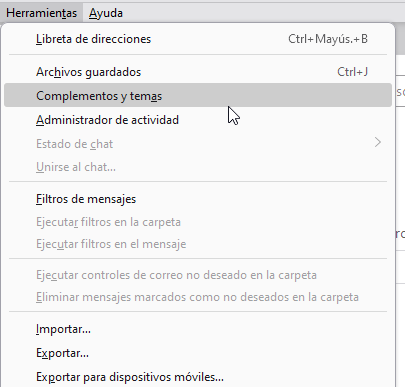 Herramientas Ayuda
Libreta de direcciones Ctrl+Mayús.+B
Archivos guardados Ctrl+J
Complementos y temas
Administrador de actividad
Estado de chat
Unirse al chat...
Filtros de mensajes
Ejecutar filtros en la carpeta
Ejecutar filtros en el mensaje
Ejecutar controles de correo no deseado en la carpeta
Eliminar mensajes marcados como no deseados en la carpeta
Importar...
Exportar...
Exportar para dispositivos móviles...